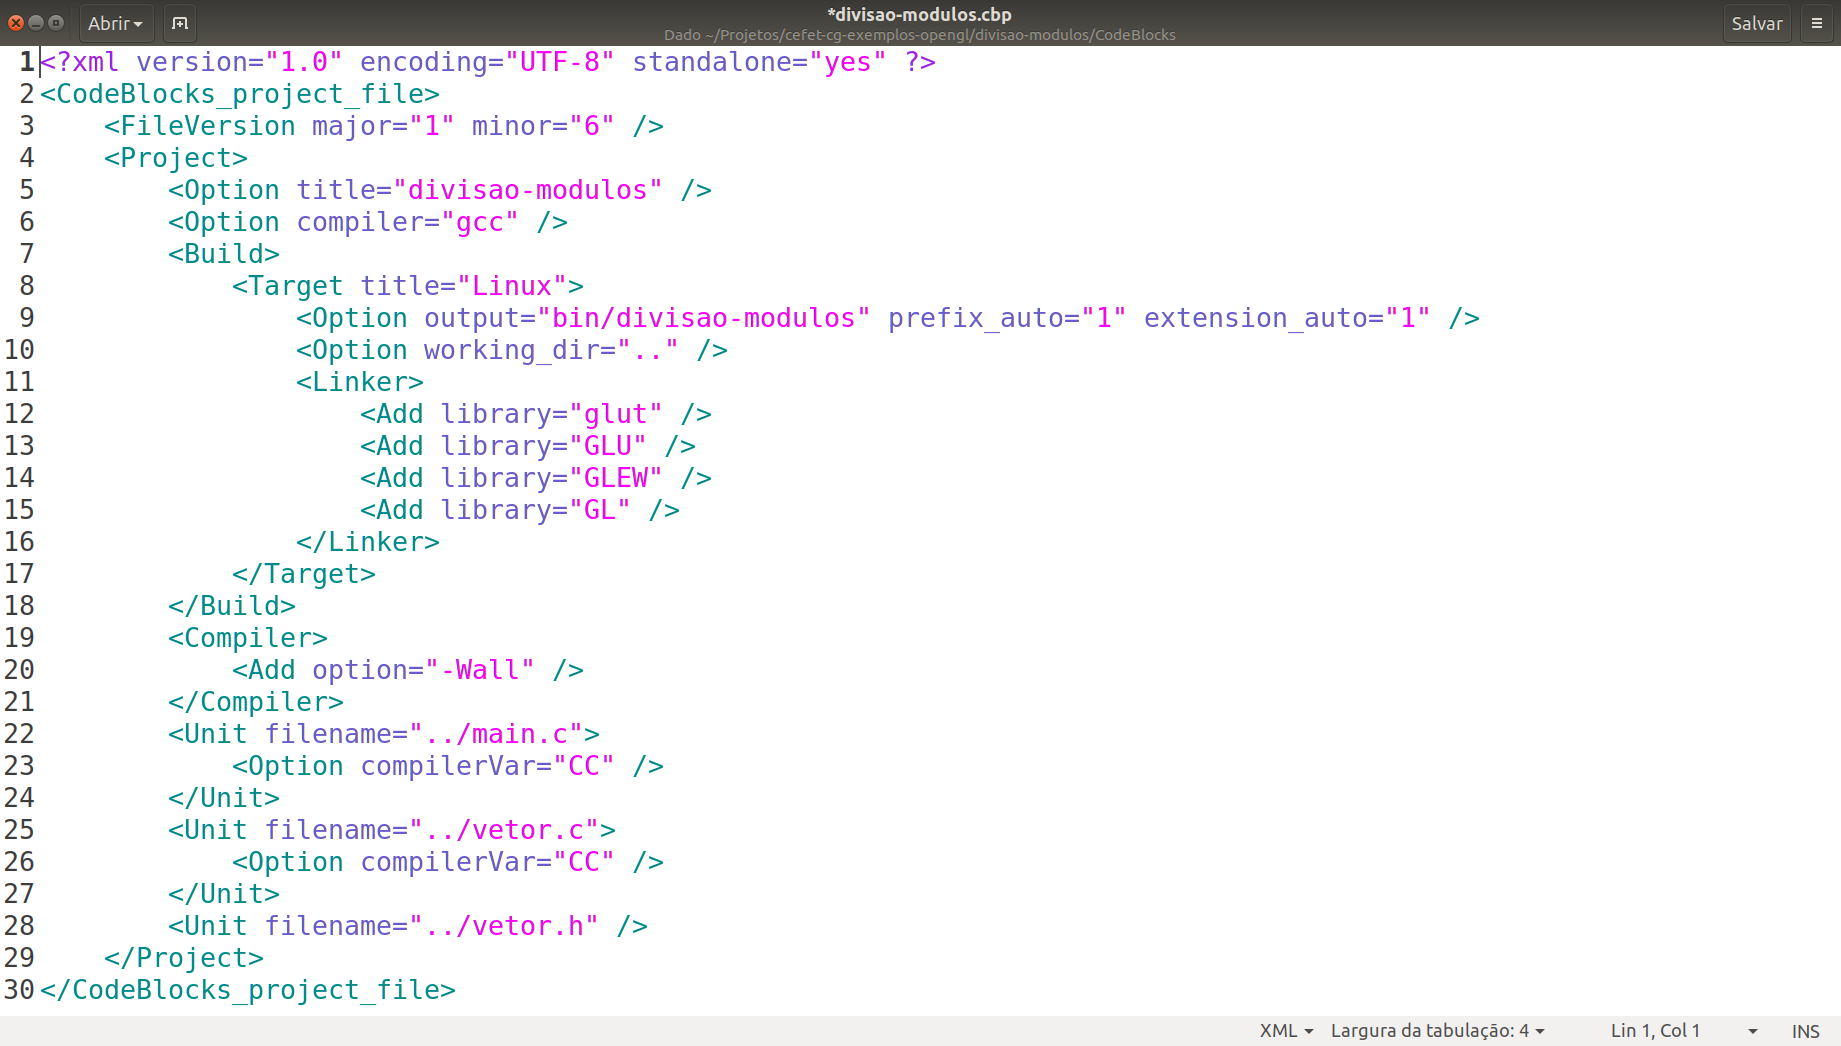 Abrir
*divisao-modulos.cbp
Dado ~/Projetos/cefet-cg-exemplos-opengl/divisao-modulos/CodeBlocks
Salvar
1 <?xml version="1.0" encoding="UTF-8" standalone="yes" ?>
2 <CodeBlocks_project_file>
3     <FileVersion major="1" minor="6" />
4     <Project>
5         <Option title="divisao-modulos" />
6         <Option compiler="gcc" />
7         <Build>
8             <Target title="Linux">
9                 <Option output="bin/divisao-modulos" prefix_auto="1" extension_auto="1" />
10                 <Option working_dir=".." />
11                 <Linker>
12                     <Add library="glut" />
13                     <Add library="GLU" />
14                     <Add library="GLEW" />
15                     <Add library="GL" />
16                 </Linker>
17             </Target>
18         </Build>
19         <Compiler>
20             <Add option="-Wall" />
21         </Compiler>
22         <Unit filename="../main.c">
23             <Option compilerVar="CC" />
24         </Unit>
25         <Unit filename="../vetor.c">
26             <Option compilerVar="CC" />
27         </Unit>
28         <Unit filename="../vetor.h" />
29     </Project>
30 </CodeBlocks_project_file>
XML Largura da tabulação: 4 Lin 1, Col 1 INS